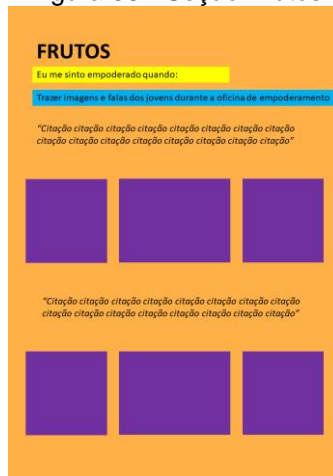 FRUTOS
Eu me sinto empoderado quando:
Trazer imagens e falas dos jovens durante a oficina de empoderamento
"Citação citação citação citação citação citação citação citação
citação citação citação citação citação citação citação citação"
"Citação citação citação citação citação citação citação citação
citação citação citação citação citação citação citação citação"